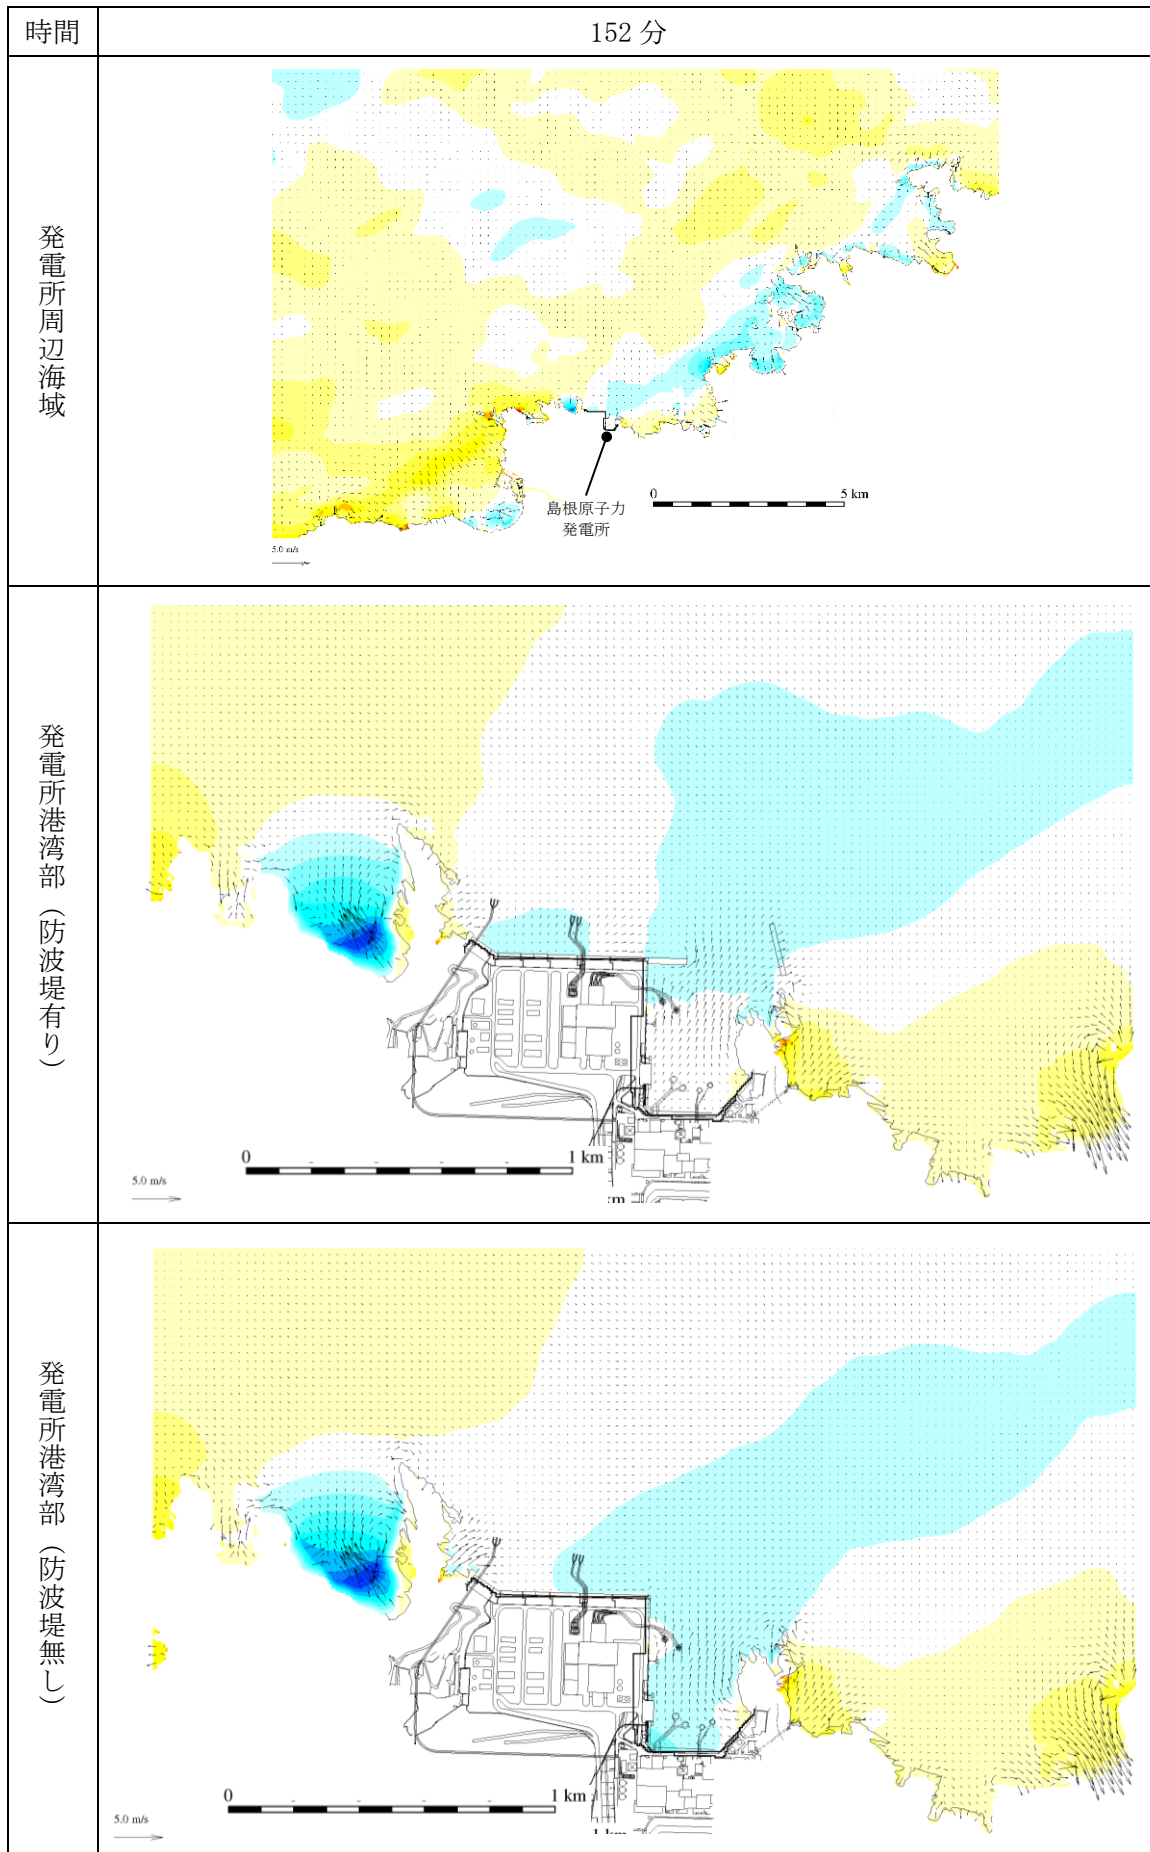 時間
152 分
発電所周辺海域
島根原子力
発電所
0 5 km
5.0 m/s
発電所港湾部（防波堤有り）
0 1 km
5.0 m/s
発電所港湾部（防波堤無し）
0 1 km
5.0 m/s